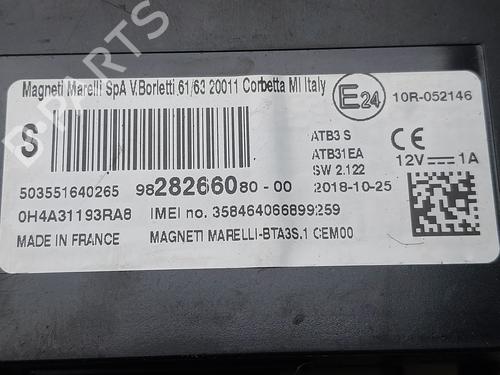 Magneti Marelli SpA V.Borletti 61/63 20011 Corbetta MI Italy
S
E24
10R-052146
ATB3 S
ATB31EA
SW 2.122
2018-10-25
CE
12V 1A
503551640265 9828266080-00
0H4A31193RA8 IMEI no. 358464066899259
MADE IN FRANCE MAGNETI MARELLI-BTA3S.1 CEM00
B-PARTS